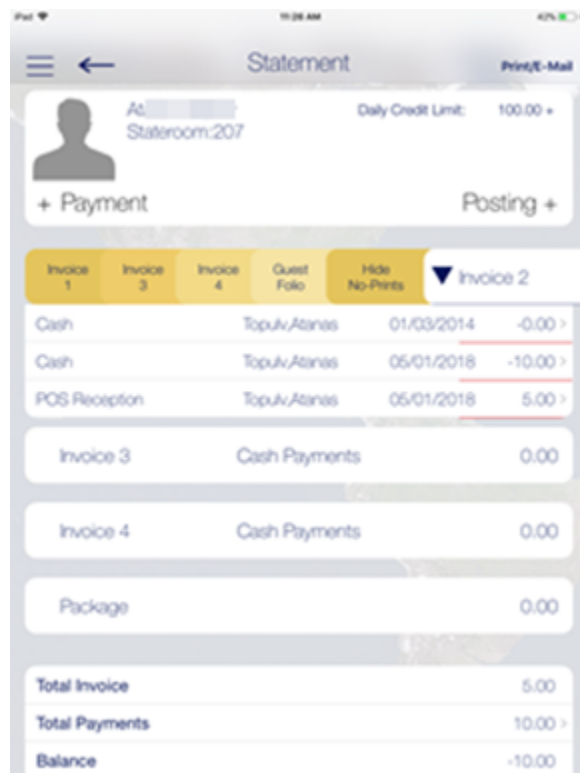 iPad 11:26 AM 42%
Statement Print/E-Mail
At
Daily Credit Limit: 100.00 +
Stateroom:207
+ Payment Posting +
Invoice 1
Invoice 3
Invoice 4
Guest Folio
Hide No-Prints
Invoice 2
Cash Topulv,Atanas 01/03/2014 -0.00 >
Cash Topulv,Atanas 05/01/2018 -10.00 >
POS Reception Topulv,Atanas 05/01/2018 5.00 >
Invoice 3 Cash Payments 0.00
Invoice 4 Cash Payments 0.00
Package 0.00
Total Invoice 5.00
Total Payments 10.00 >
Balance -10.00